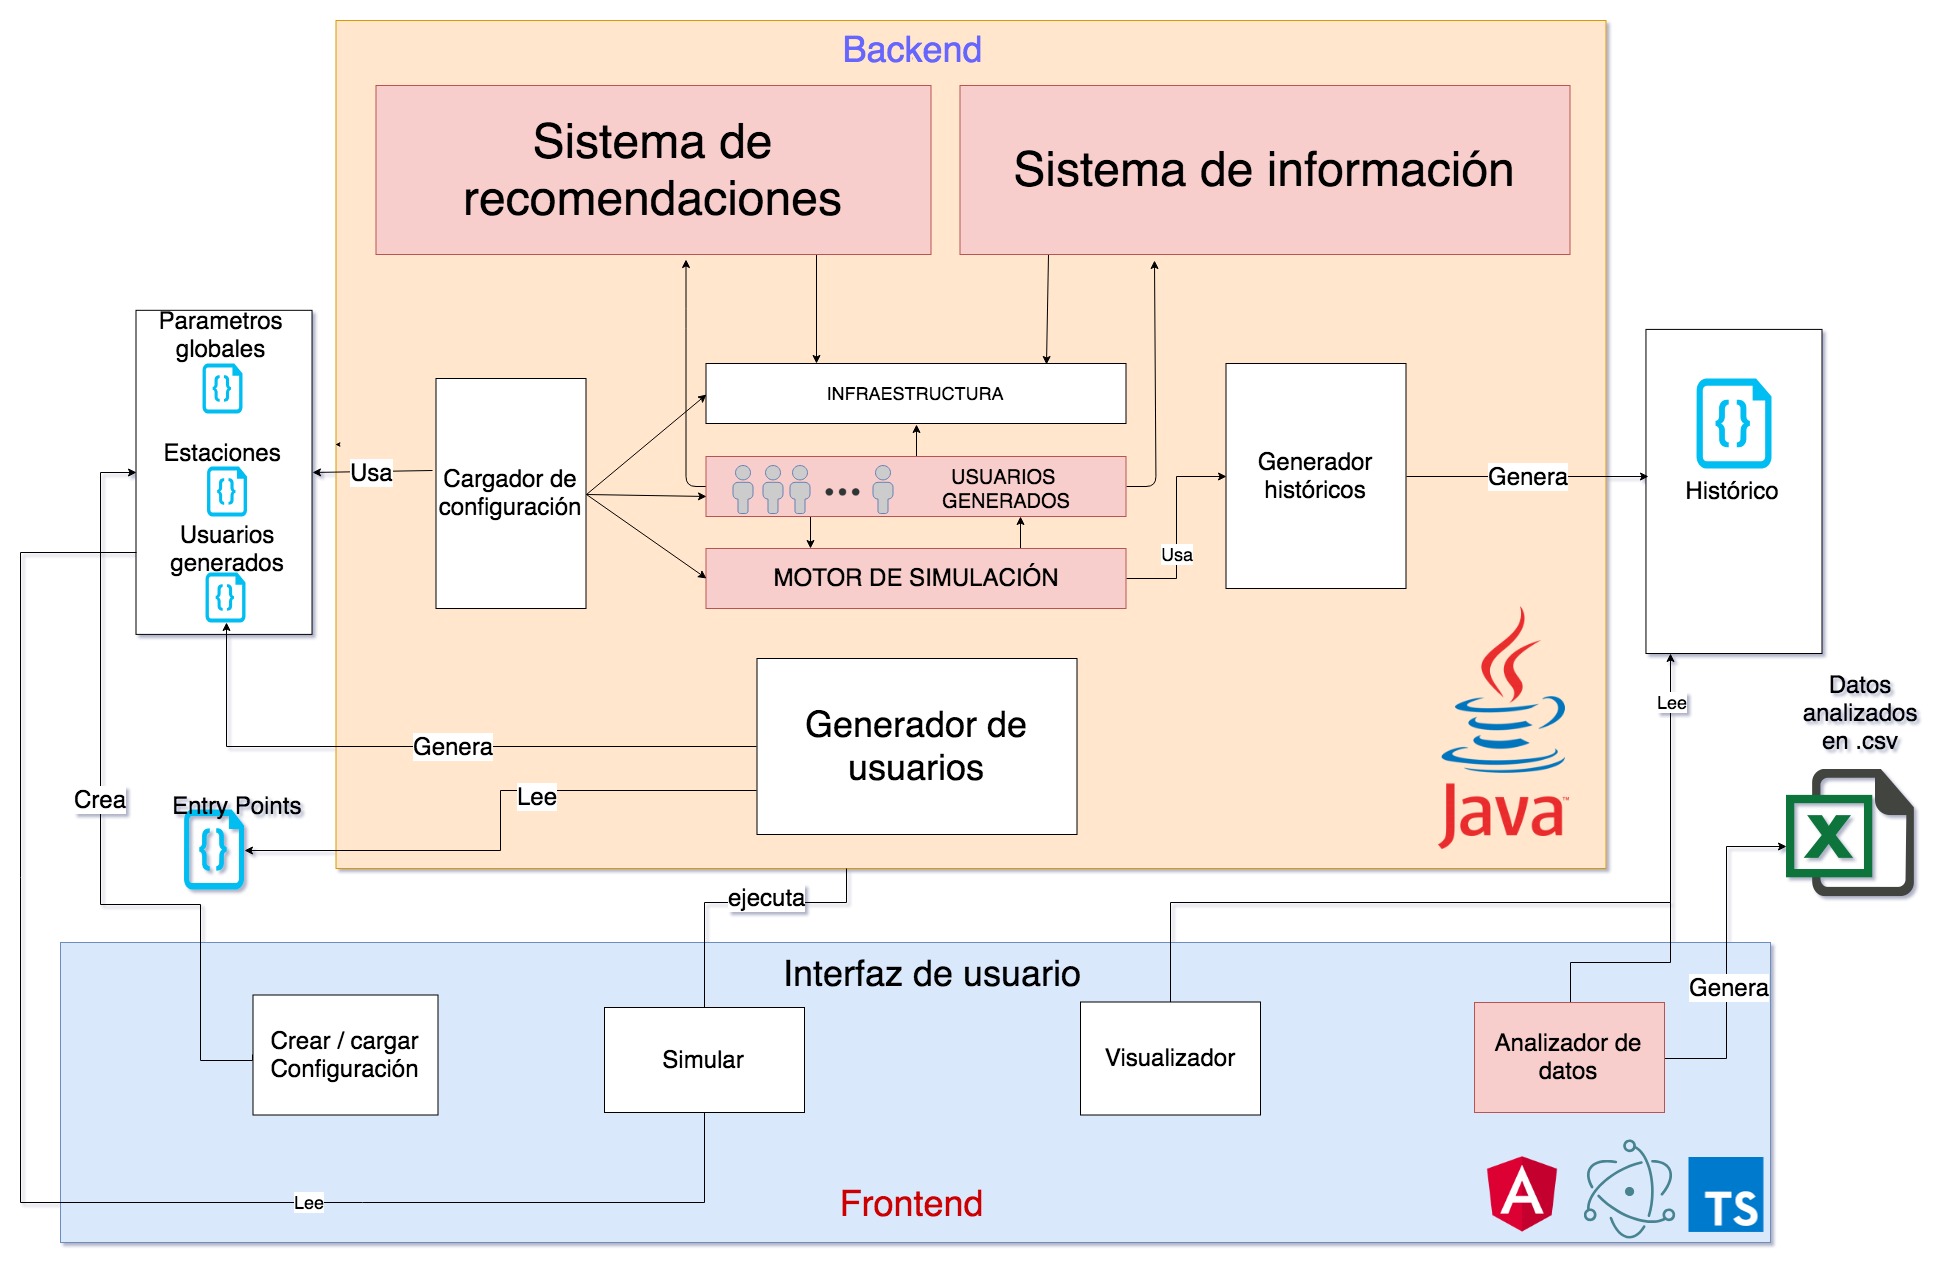 Backend
Sistema de
recomendaciones
Sistema de información
Parametros
globales
Estaciones
Usuarios
generados
Usa
Cargador de
configuración
INFRAESTRUCTURA
USUARIOS
GENERADOS
MOTOR DE SIMULACIÓN
Usa
Generador
históricos
Genera
{}
Histórico
Generador de
usuarios
Genera
Lee
Crea
Entry Points
Java™
Lee
Datos
analizados
en .csv
X
ejecuta
Interfaz de usuario
Crear / cargar
Configuración
Simular
Visualizador
Analizador de
datos
Genera
Lee
Frontend
A
TS